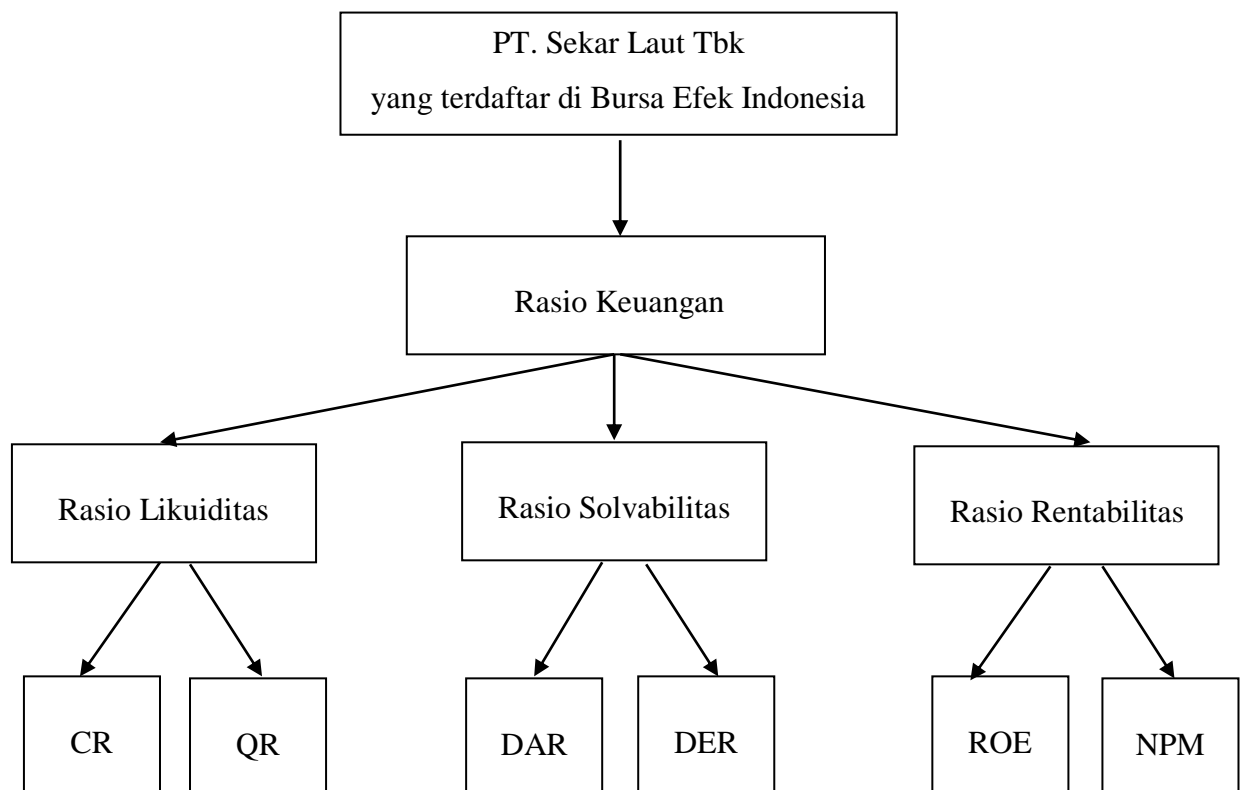 PT. Sekar Laut Tbk
yang terdaftar di Bursa Efek Indonesia
Rasio Keuangan
Rasio Likuiditas
Rasio Solvabilitas
Rasio Rentabilitas
CR
QR
DAR
DER
ROE
NPM